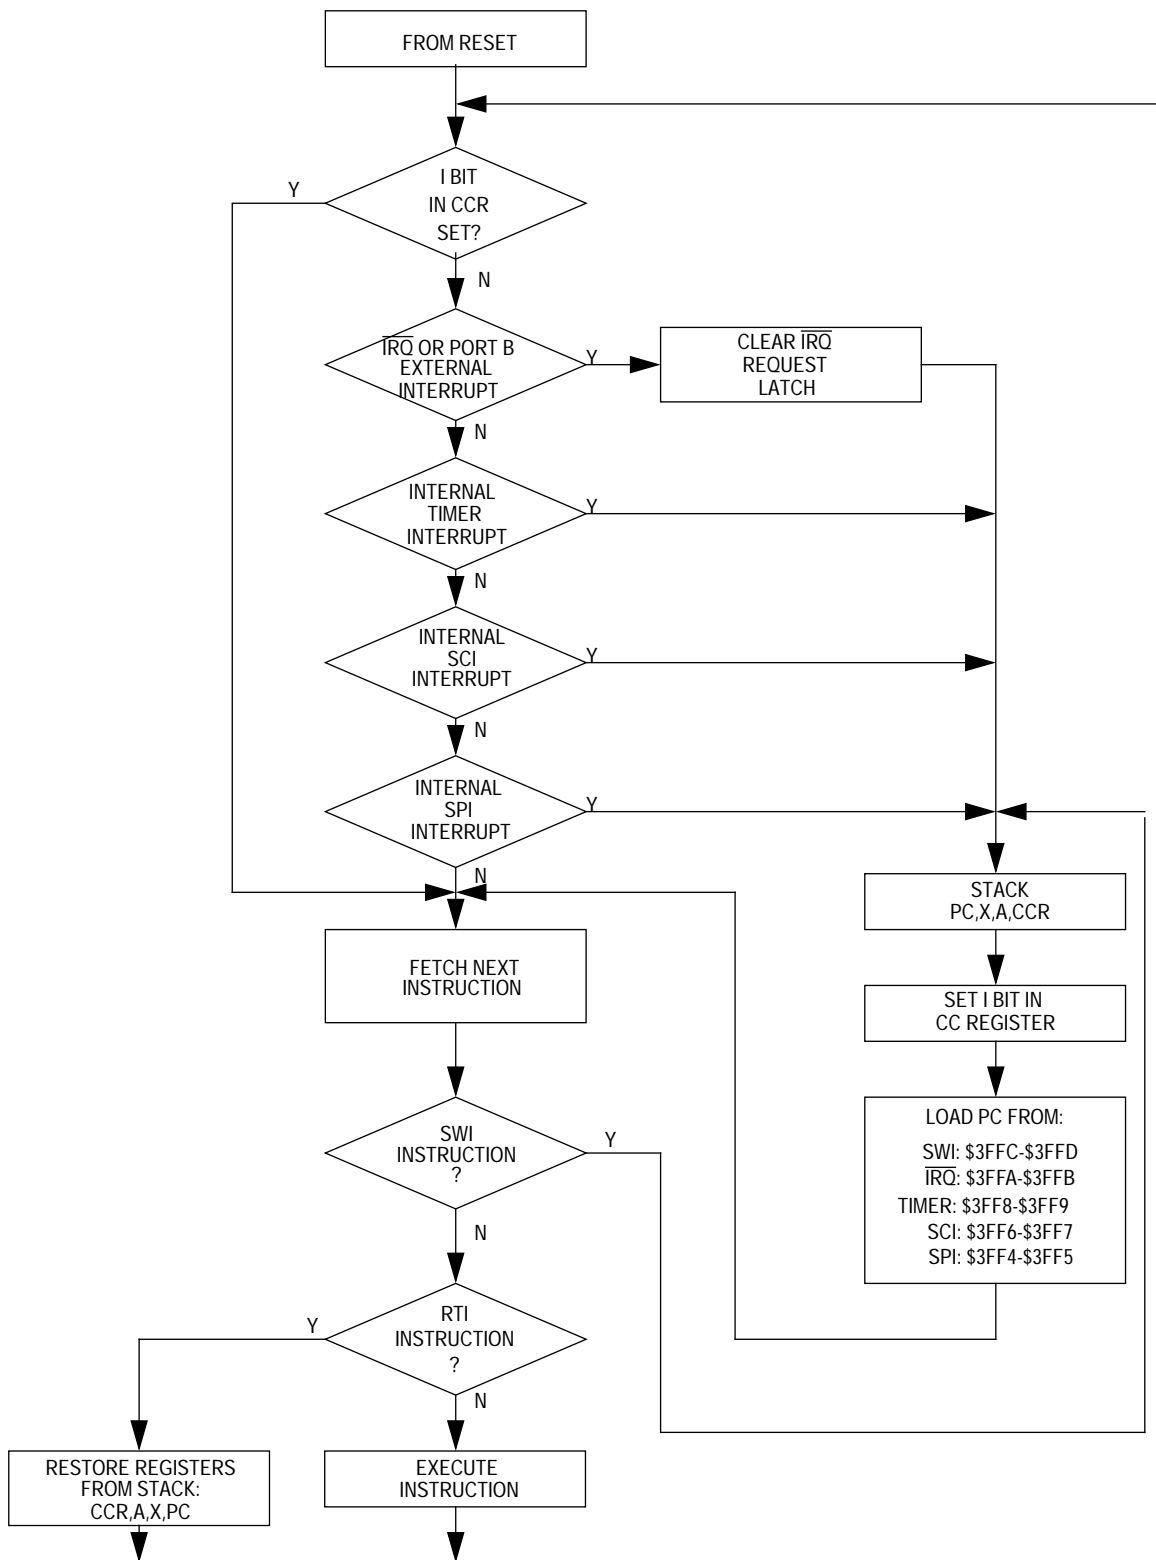 FROM RESET
Y
I BIT
IN CCR
SET?
N
IRQ OR PORT B
EXTERNAL
INTERRUPT
Y
CLEAR IRQ
REQUEST
LATCH
N
INTERNAL
TIMER
INTERRUPT
Y
N
INTERNAL
SCI
INTERRUPT
Y
N
INTERNAL
SPI
INTERRUPT
Y
N
STACK
PC,X,A,CCR
FETCH NEXT
INSTRUCTION
SET I BIT IN
CC REGISTER
SWI
INSTRUCTION
?
Y
LOAD PC FROM:
SWI: $3FFC-$3FFD
IRQ: $3FFA-$3FFB
TIMER: $3FF8-$3FF9
SCI: $3FF6-$3FF7
SPI: $3FF4-$3FF5
N
Y
RTI
INSTRUCTION
?
N
RESTORE REGISTERS
FROM STACK:
CCR,A,X,PC
EXECUTE
INSTRUCTION